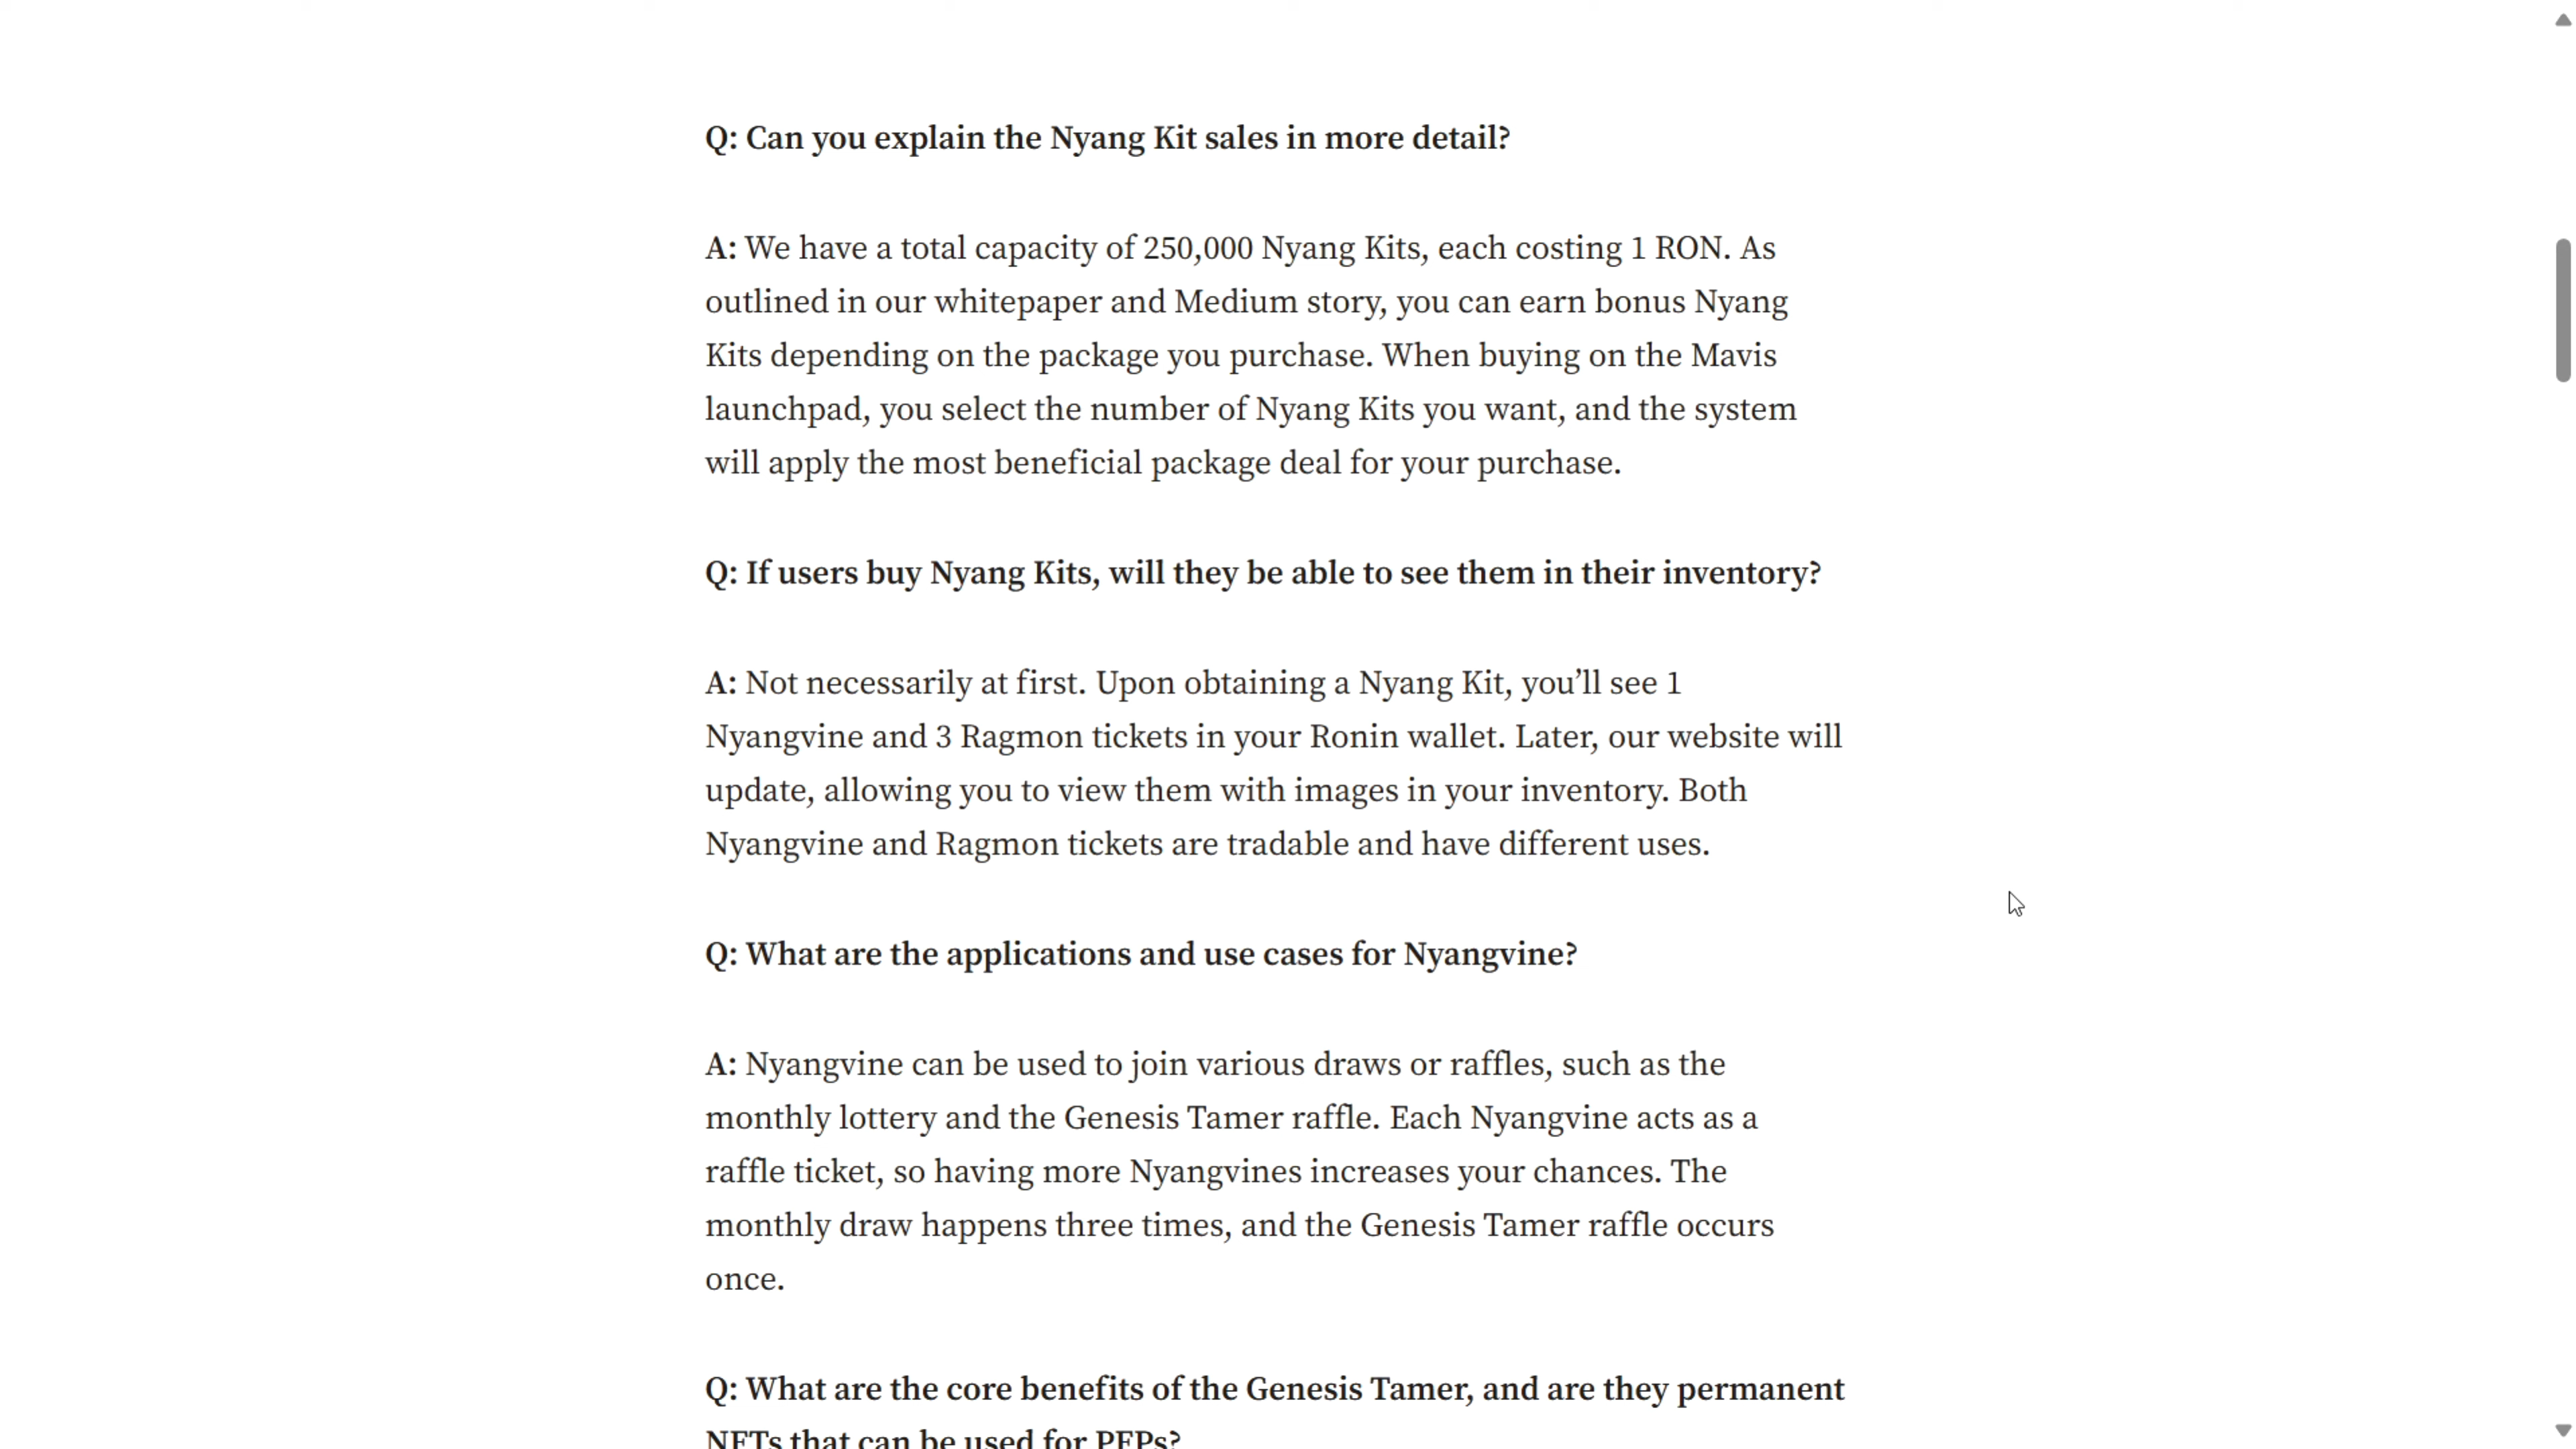 Q: Can you explain the Nyang Kit sales in more detail?
A: We have a total capacity of 250,000 Nyang Kits, each costing 1 RON. As
outlined in our whitepaper and Medium story, you can earn bonus Nyang
Kits depending on the package you purchase. When buying on the Mavis
launchpad, you select the number of Nyang Kits you want, and the system
will apply the most beneficial package deal for your purchase.
Q: If users buy Nyang Kits, will they be able to see them in their inventory?
A: Not necessarily at first. Upon obtaining a Nyang Kit, you’ll see 1
Nyangvine and 3 Ragmon tickets in your Ronin wallet. Later, our website will
update, allowing you to view them with images in your inventory. Both
Nyangvine and Ragmon tickets are tradable and have different uses.
Q: What are the applications and use cases for Nyangvine?
A: Nyangvine can be used to join various draws or raffles, such as the
monthly lottery and the Genesis Tamer raffle. Each Nyangvine acts as a
raffle ticket, so having more Nyangvines increases your chances. The
monthly draw happens three times, and the Genesis Tamer raffle occurs
once.
Q: What are the core benefits of the Genesis Tamer, and are they permanent
NFTs that can be used for PFPs?